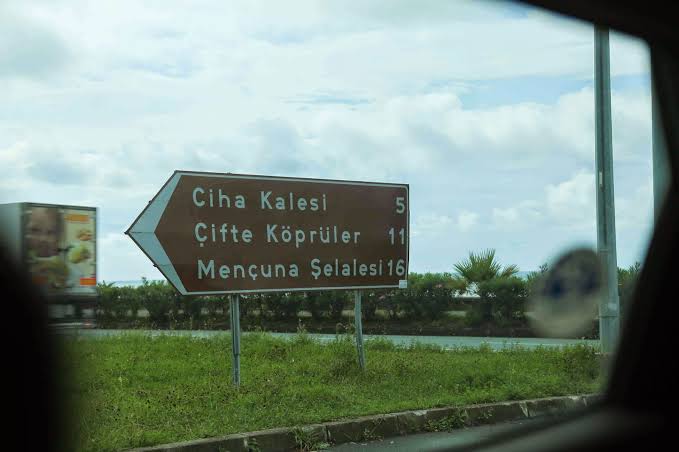 Ciha Kalesi 5
Çifte Köprüler 11
Mençuna Şelalesi 16